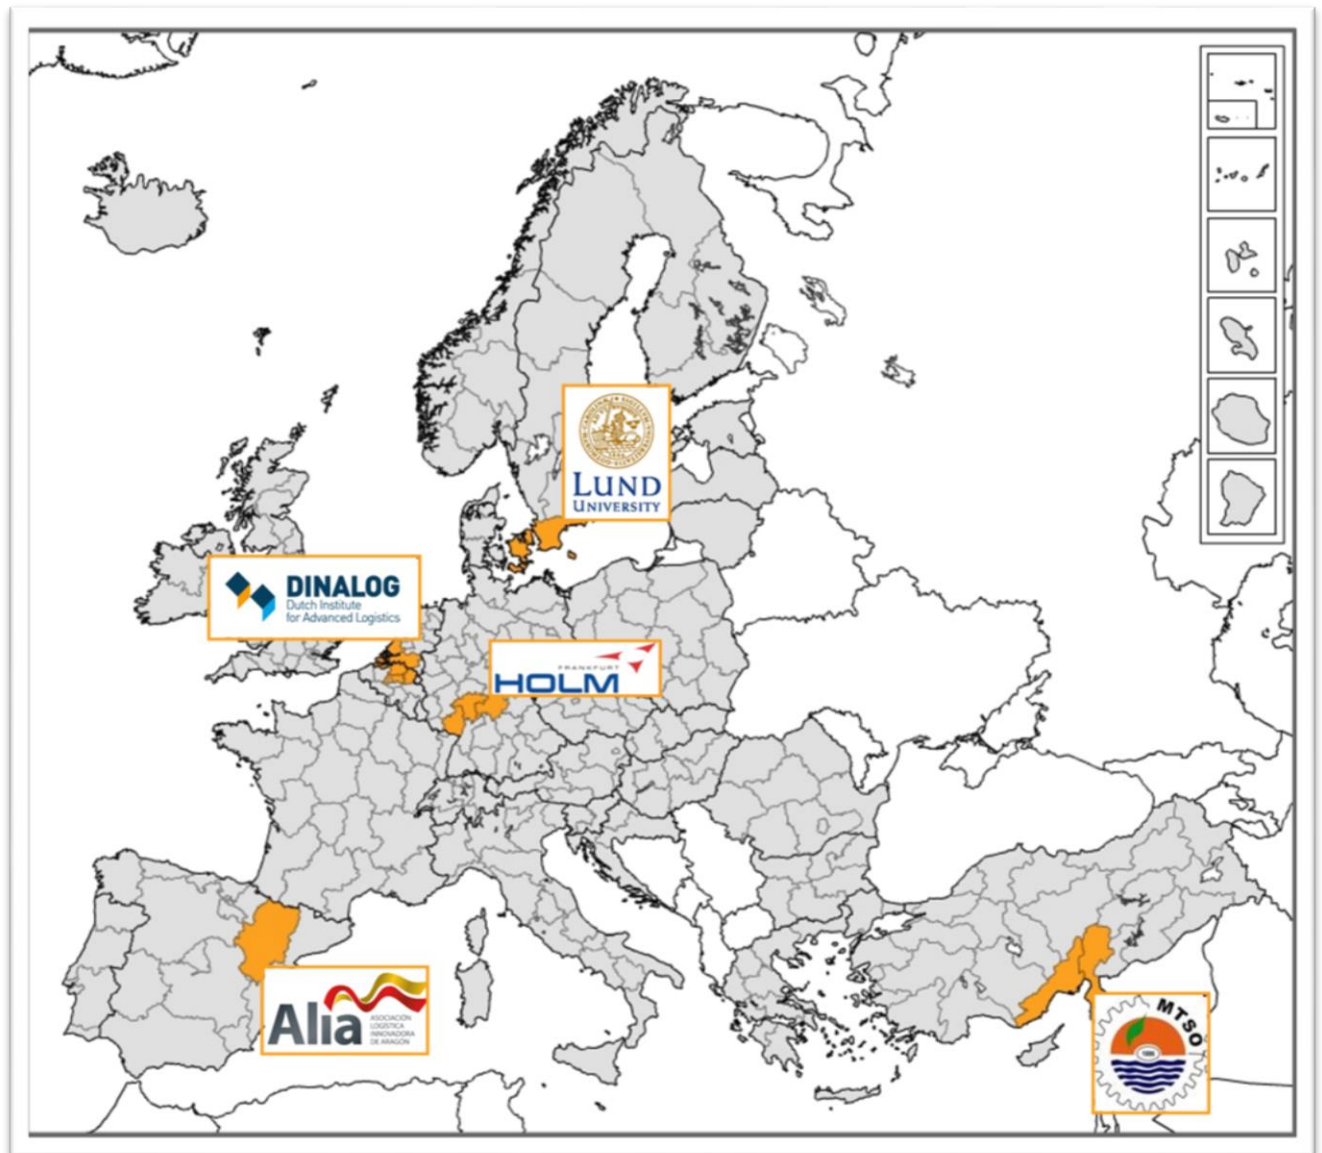 LUND
UNIVERSITY
DINALOG
Dutch Institute
for Advanced Logistics
FRANKFURT
HOLM
Alia
ASOCIACIÓN
LOGÍSTICA
INNOVADORA
DE ARAGÓN
MTSO